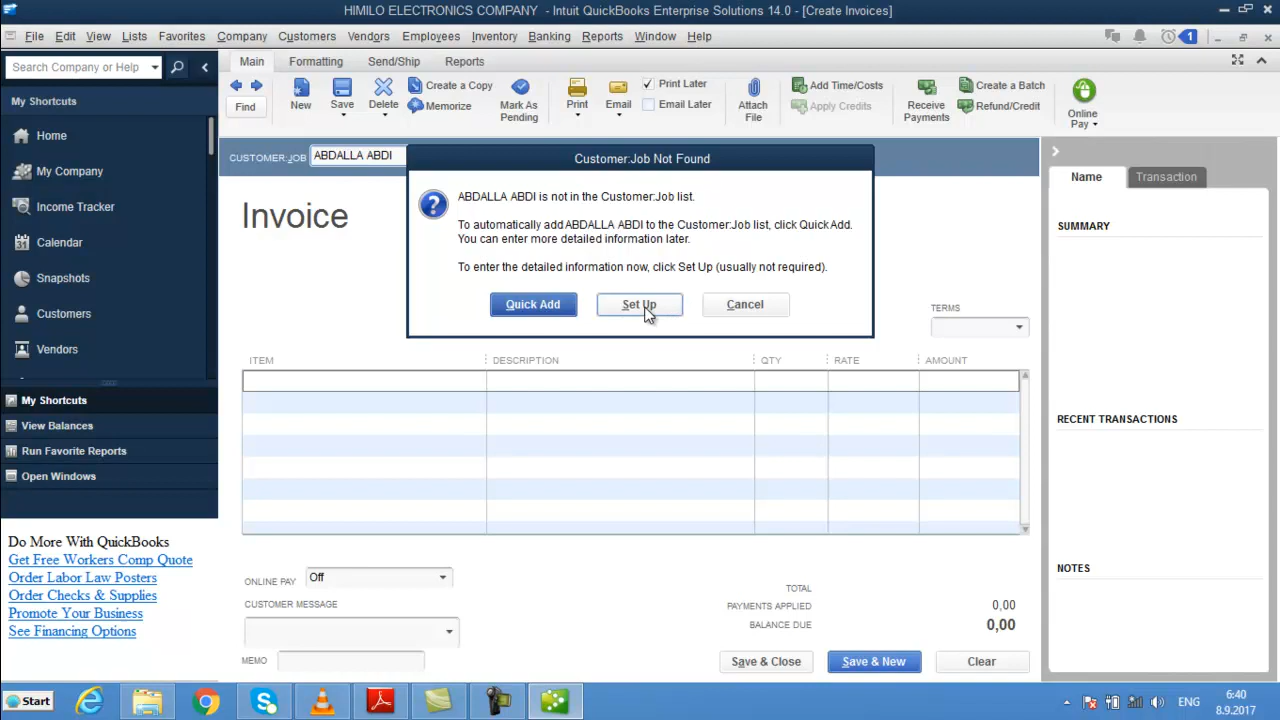 HIMILO ELECTRONICS COMPANY - Intuit QuickBooks Enterprise Solutions 14.0 - [Create Invoices]
File Edit View Lists Favorites Company Customers Vendors Employees Inventory Banking Reports Window Help 1
Search Company or Help
Main Formatting Send/Ship Reports
Find
New
Save
Delete
Create a Copy
Memorize
Mark As
Pending
Print
Email
Print Later
Email Later
Attach
File
Add Time/Costs
Apply Credits
Receive
Payments
Create a Batch
Refund/Credit
Online
Pay
My Shortcuts
Home
My Company
Income Tracker
Calendar
Snapshots
Customers
Vendors
My Shortcuts
View Balances
Run Favorite Reports
Open Windows
Do More With QuickBooks
Get Free Workers Comp Quote
Order Labor Law Posters
Order Checks & Supplies
Promote Your Business
See Financing Options
CUSTOMER:JOB ABDALLA ABDI
Invoice
Customer:Job Not Found
ABDALLA ABDI is not in the Customer:Job list.
To automatically add ABDALLA ABDI to the Customer:Job list, click Quick Add.
You can enter more detailed information later.
To enter the detailed information now, click Set Up (usually not required).
Quick Add Set Up Cancel
TERMS
ITEM DESCRIPTION QTY RATE AMOUNT
ONLINE PAY Off
CUSTOMER MESSAGE
MEMO
TOTAL
PAYMENTS APPLIED 0,00
BALANCE DUE 0,00
Save & Close Save & New Clear
Name Transaction
SUMMARY
RECENT TRANSACTIONS
NOTES
Start
ENG
6:40
8.9.2017